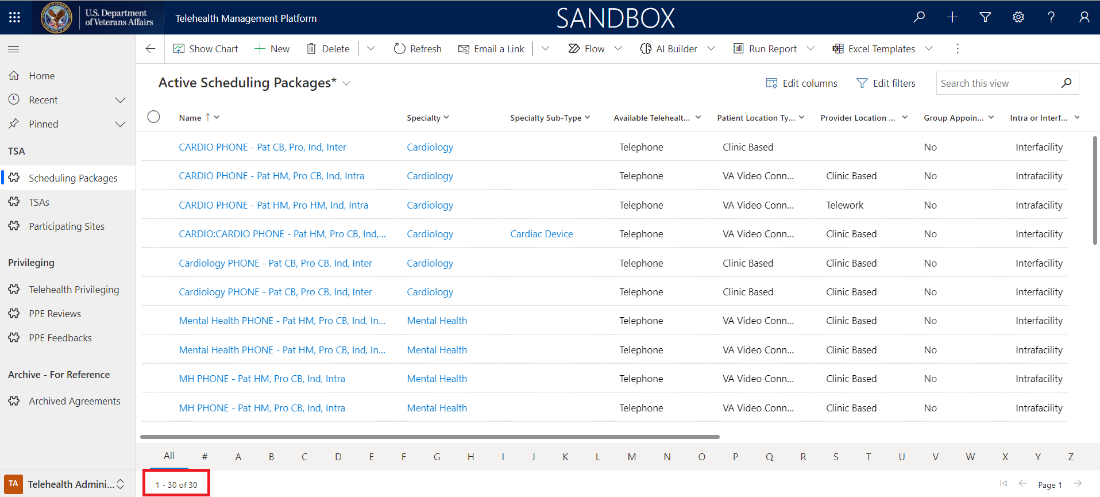 U.S. Department
of Veterans Affairs
Telehealth Management Platform
SANDBOX
Show Chart New Delete Refresh Email a Link Flow AI Builder Run Report Excel Templates
Home
Recent
Pinned
TSA
Scheduling Packages
TSAs
Participating Sites
Privileging
Telehealth Privileging
PPE Reviews
PPE Feedbacks
Archive - For Reference
Archived Agreements
TA Telehealth Admini...
Active Scheduling Packages*
Edit columns Edit filters Search this view
Name ↑ Specialty Specialty Sub-Type Available Telehealt... Patient Location Ty... Provider Location ... Group Appoin... Intra or Interf...
CARDIO PHONE - Pat CB, Pro, Ind, Inter Cardiology Telephone Clinic Based No Interfacility
CARDIO PHONE - Pat HM, Pro CB, Ind, Intra Cardiology Telephone VA Video Conn... Clinic Based No Intrafacility
CARDIO PHONE - Pat HM, Pro HM, Ind, Intra Cardiology Telephone VA Video Conn... Telework No Intrafacility
CARDIO:CARDIO PHONE - Pat HM, Pro CB, Ind,... Cardiology Cardiac Device Telephone VA Video Conn... Clinic Based No Interfacility
Cardiology PHONE - Pat CB, Pro CB, Ind, Inter Cardiology Telephone Clinic Based Clinic Based No Interfacility
Cardiology PHONE - Pat CB, Pro CB, Ind, Inter Cardiology Telephone Clinic Based Clinic Based No Interfacility
Mental Health PHONE - Pat HM, Pro CB, Ind, In... Mental Health Telephone VA Video Conn... Clinic Based No Interfacility
Mental Health PHONE - Pat HM, Pro CB, Ind, In... Mental Health Telephone VA Video Conn... Clinic Based No Intrafacility
MH PHONE - Pat HM, Pro CB, Ind, Intra Mental Health Telephone VA Video Conn... Clinic Based No Intrafacility
MH PHONE - Pat HM, Pro CB, Ind, Intra Mental Health Telephone VA Video Conn... Clinic Based No Intrafacility
All # A B C D E F G H I J K L M N O P Q R S T U V W X Y Z
1 - 30 of 30 Page 1